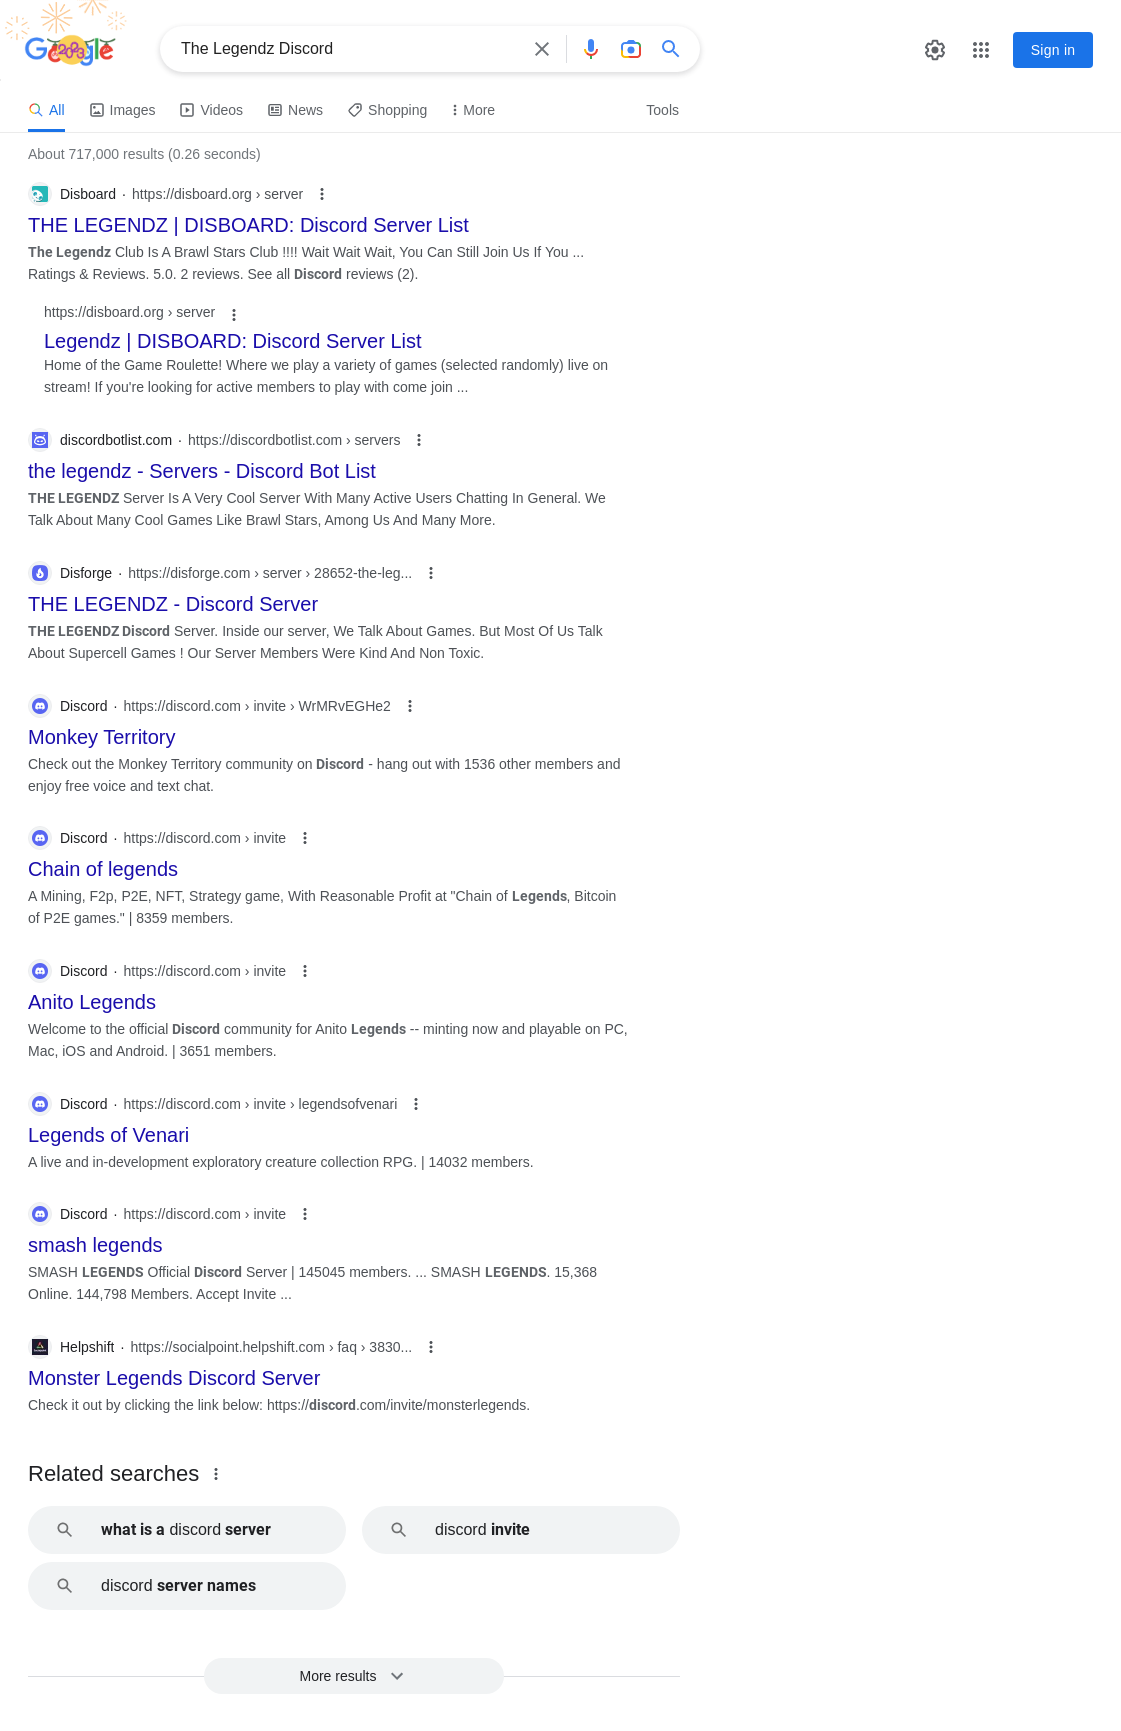 Google
The Legendz Discord
Sign in
All
Images
Videos
News
Shopping
More
Tools
About 717,000 results (0.26 seconds)
Disboard · https://disboard.org › server
THE LEGENDZ | DISBOARD: Discord Server List
The Legendz Club Is A Brawl Stars Club !!!! Wait Wait Wait, You Can Still Join Us If You ...
Ratings & Reviews. 5.0. 2 reviews. See all Discord reviews (2).
https://disboard.org › server
Legendz | DISBOARD: Discord Server List
Home of the Game Roulette! Where we play a variety of games (selected randomly) live on
stream! If you're looking for active members to play with come join ...
discordbotlist.com · https://discordbotlist.com › servers
the legendz - Servers - Discord Bot List
THE LEGENDZ Server Is A Very Cool Server With Many Active Users Chatting In General. We
Talk About Many Cool Games Like Brawl Stars, Among Us And Many More.
Disforge · https://disforge.com › server › 28652-the-leg...
THE LEGENDZ - Discord Server
THE LEGENDZ Discord Server. Inside our server, We Talk About Games. But Most Of Us Talk
About Supercell Games ! Our Server Members Were Kind And Non Toxic.
Discord · https://discord.com › invite › WrMRvEGHe2
Monkey Territory
Check out the Monkey Territory community on Discord - hang out with 1536 other members and
enjoy free voice and text chat.
Discord · https://discord.com › invite
Chain of legends
A Mining, F2p, P2E, NFT, Strategy game, With Reasonable Profit at "Chain of Legends, Bitcoin
of P2E games." | 8359 members.
Discord · https://discord.com › invite
Anito Legends
Welcome to the official Discord community for Anito Legends -- minting now and playable on PC,
Mac, iOS and Android. | 3651 members.
Discord · https://discord.com › invite › legendsofvenari
Legends of Venari
A live and in-development exploratory creature collection RPG. | 14032 members.
Discord · https://discord.com › invite
smash legends
SMASH LEGENDS Official Discord Server | 145045 members. ... SMASH LEGENDS. 15,368
Online. 144,798 Members. Accept Invite ...
Helpshift · https://socialpoint.helpshift.com › faq › 3830...
Monster Legends Discord Server
Check it out by clicking the link below: https://discord.com/invite/monsterlegends.
Related searches
what is a discord server
discord invite
discord server names
More results